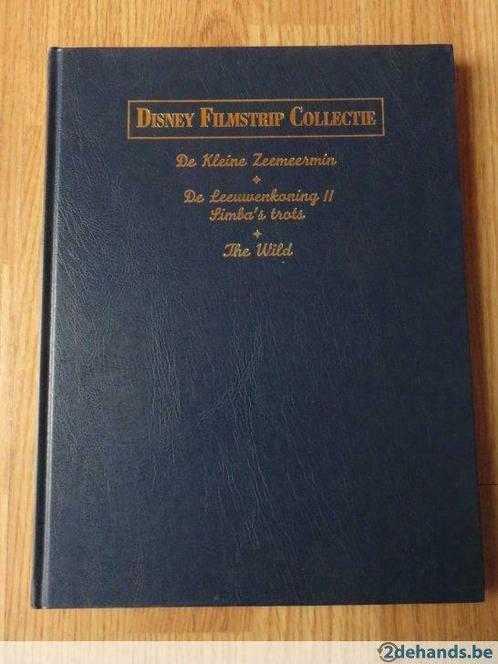 DISNEY FILMSTRIP COLLECTIE
De Kleine Zeemeermin
De Leeuwenkoning II
Simba's trots
The Wild
2dehands.be